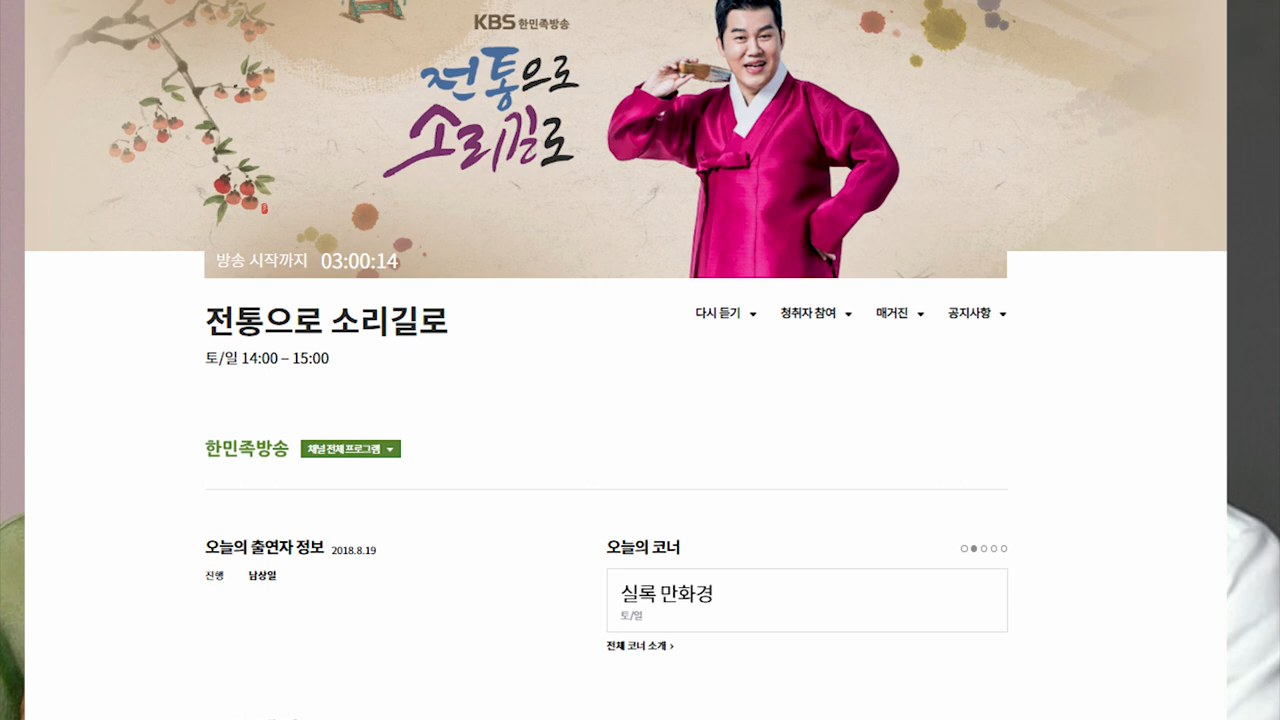 KBS 한민족방송
전통으로
소리길로
방송 시작까지 03:00:14
전통으로 소리길로
다시 듣기 청취자 참여 매거진 공지사항
토/일 14:00 – 15:00
한민족방송 채널 전체 프로그램
오늘의 출연자 정보 2018.8.19
진행 남상일
오늘의 코너
실록 만화경
토/일
전체 코너 소개 ›